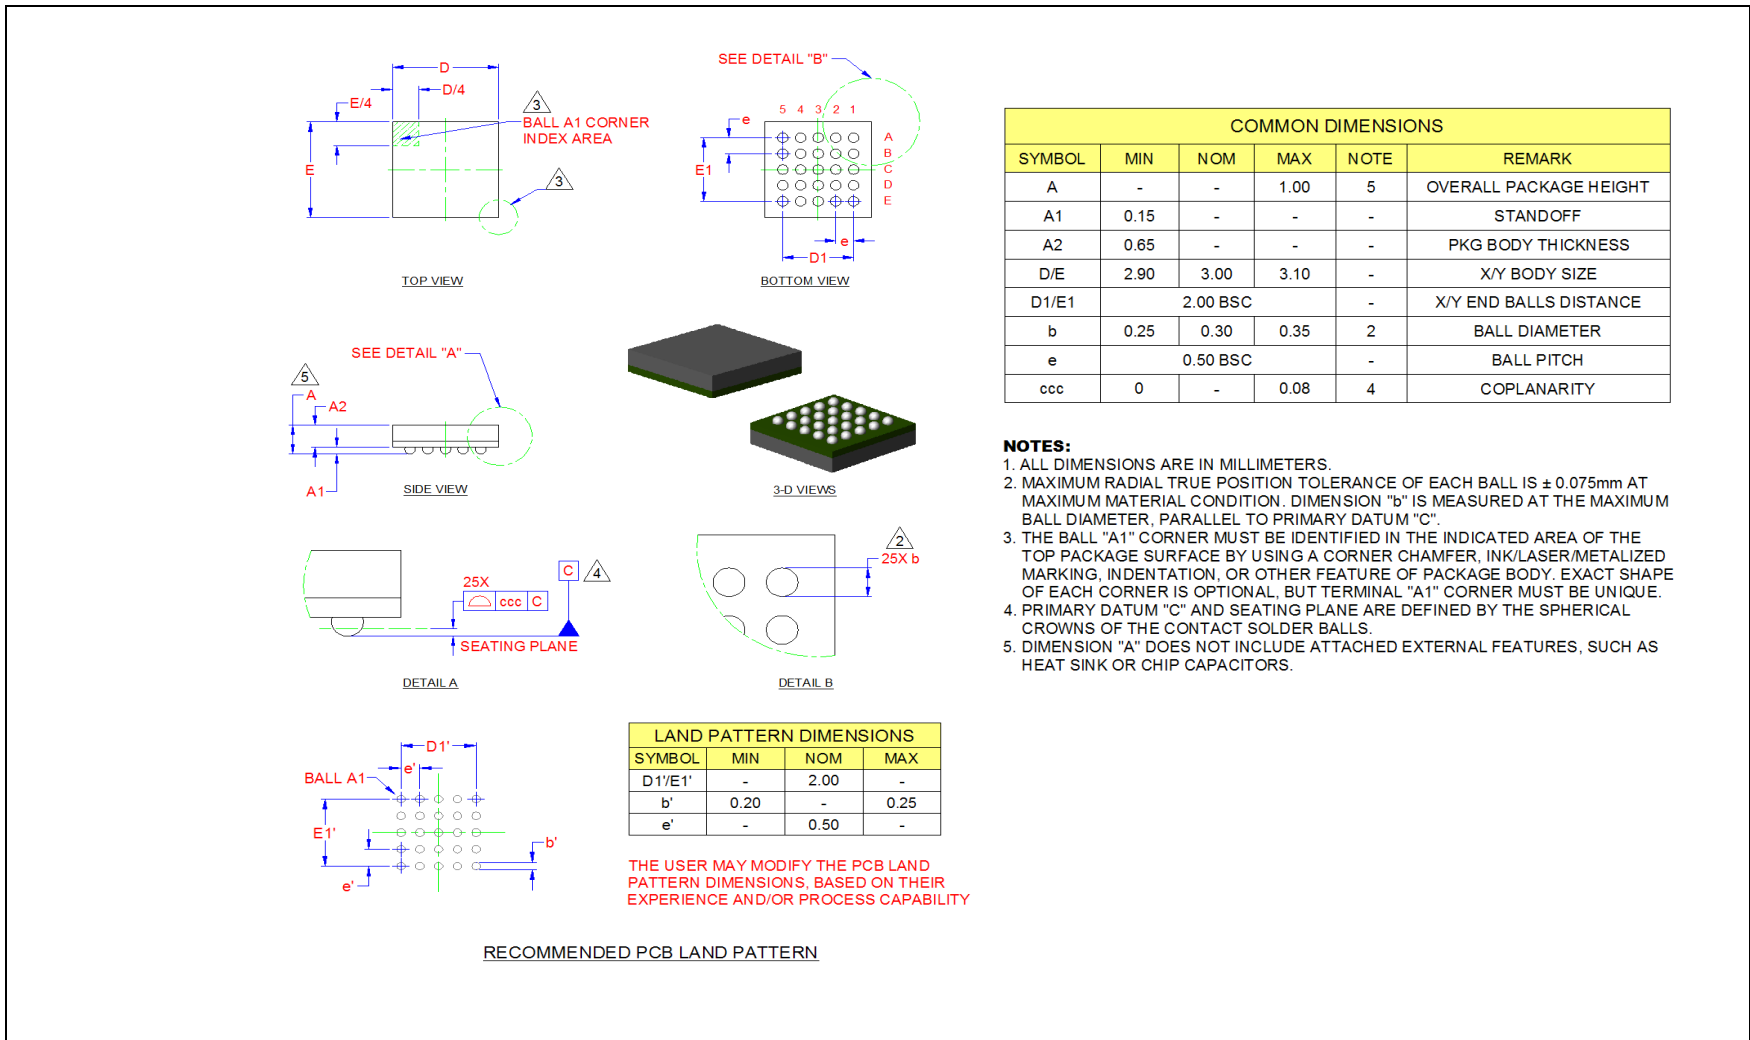 D
D/4
E/4
3
BALL A1 CORNER
INDEX AREA
E
3
TOP VIEW
SEE DETAIL "B"
5 4 3 2 1
e
A
B
C
D
E
E1
e
D1
BOTTOM VIEW
SEE DETAIL "A"
5
A
A2
A1
SIDE VIEW
3-D VIEWS
25X
ccc C
C
4
SEATING PLANE
DETAIL A
2
25X b
DETAIL B
D1'
e'
BALL A1
E1'
b'
e'
LAND PATTERN DIMENSIONS
SYMBOL MIN NOM MAX
D1'/E1' - 2.00 -
b' 0.20 - 0.25
e' - 0.50 -
THE USER MAY MODIFY THE PCB LAND
PATTERN DIMENSIONS, BASED ON THEIR
EXPERIENCE AND/OR PROCESS CAPABILITY
RECOMMENDED PCB LAND PATTERN
COMMON DIMENSIONS
SYMBOL MIN NOM MAX NOTE REMARK
A - - 1.00 5 OVERALL PACKAGE HEIGHT
A1 0.15 - - - STANDOFF
A2 0.65 - - - PKG BODY THICKNESS
D/E 2.90 3.00 3.10 - X/Y BODY SIZE
D1/E1 2.00 BSC - X/Y END BALLS DISTANCE
b 0.25 0.30 0.35 2 BALL DIAMETER
e 0.50 BSC - BALL PITCH
ccc 0 - 0.08 4 COPLANARITY
NOTES:
1. ALL DIMENSIONS ARE IN MILLIMETERS.
2. MAXIMUM RADIAL TRUE POSITION TOLERANCE OF EACH BALL IS ± 0.075mm AT
MAXIMUM MATERIAL CONDITION. DIMENSION "b" IS MEASURED AT THE MAXIMUM
BALL DIAMETER, PARALLEL TO PRIMARY DATUM "C".
3. THE BALL "A1" CORNER MUST BE IDENTIFIED IN THE INDICATED AREA OF THE
TOP PACKAGE SURFACE BY USING A CORNER CHAMFER, INK/LASER/METALIZED
MARKING, INDENTATION, OR OTHER FEATURE OF PACKAGE BODY. EXACT SHAPE
OF EACH CORNER IS OPTIONAL, BUT TERMINAL "A1" CORNER MUST BE UNIQUE.
4. PRIMARY DATUM "C" AND SEATING PLANE ARE DEFINED BY THE SPHERICAL
CROWNS OF THE CONTACT SOLDER BALLS.
5. DIMENSION "A" DOES NOT INCLUDE ATTACHED EXTERNAL FEATURES, SUCH AS
HEAT SINK OR CHIP CAPACITORS.